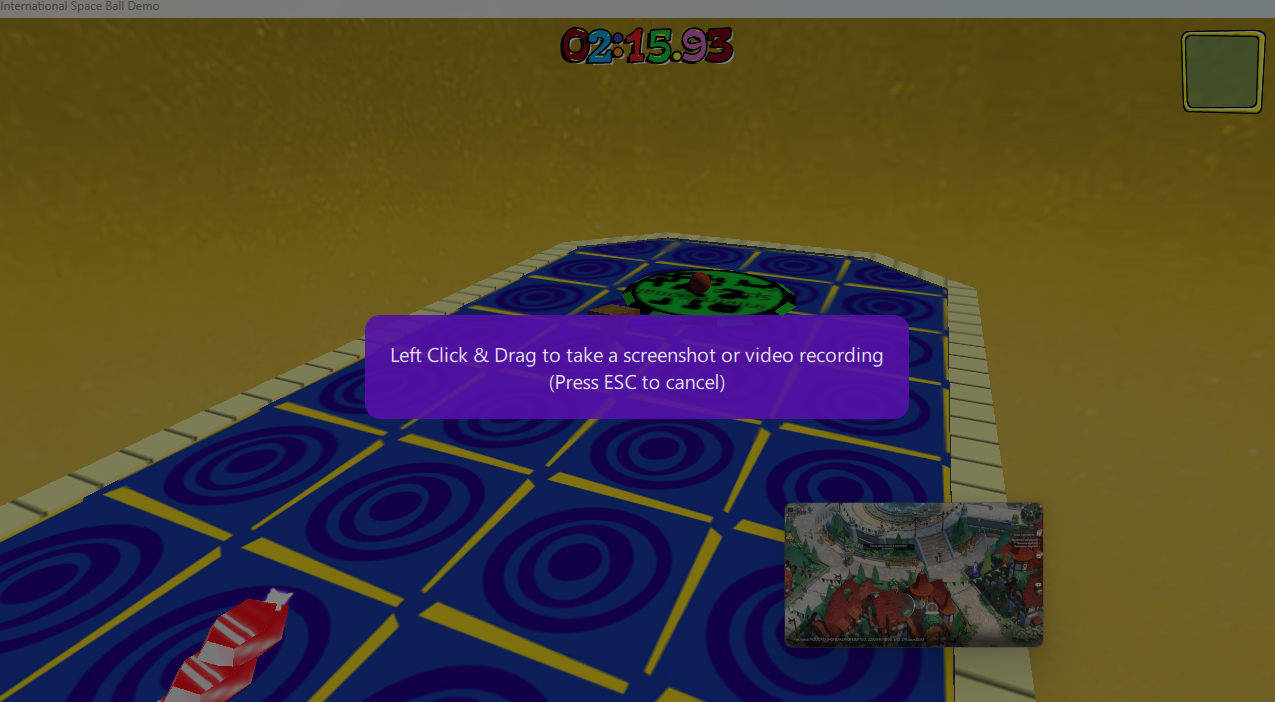 International Space Ball Demo
02:15.93
Left Click & Drag to take a screenshot or video recording
(Press ESC to cancel)